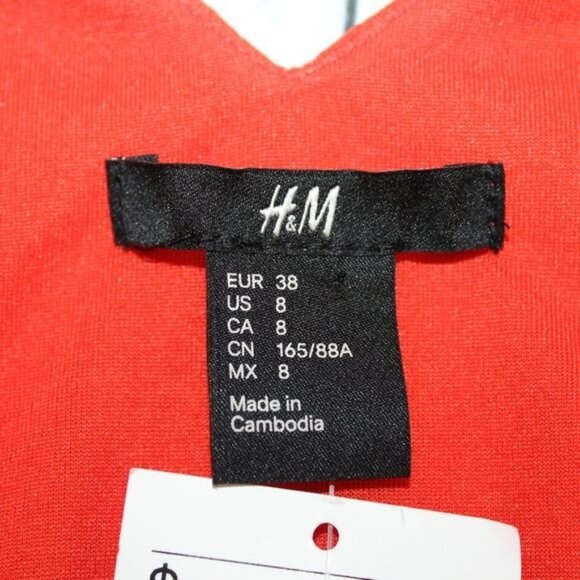 H&M
EUR 38
US 8
CA 8
CN 165/88A
MX 8
Made in
Cambodia
$